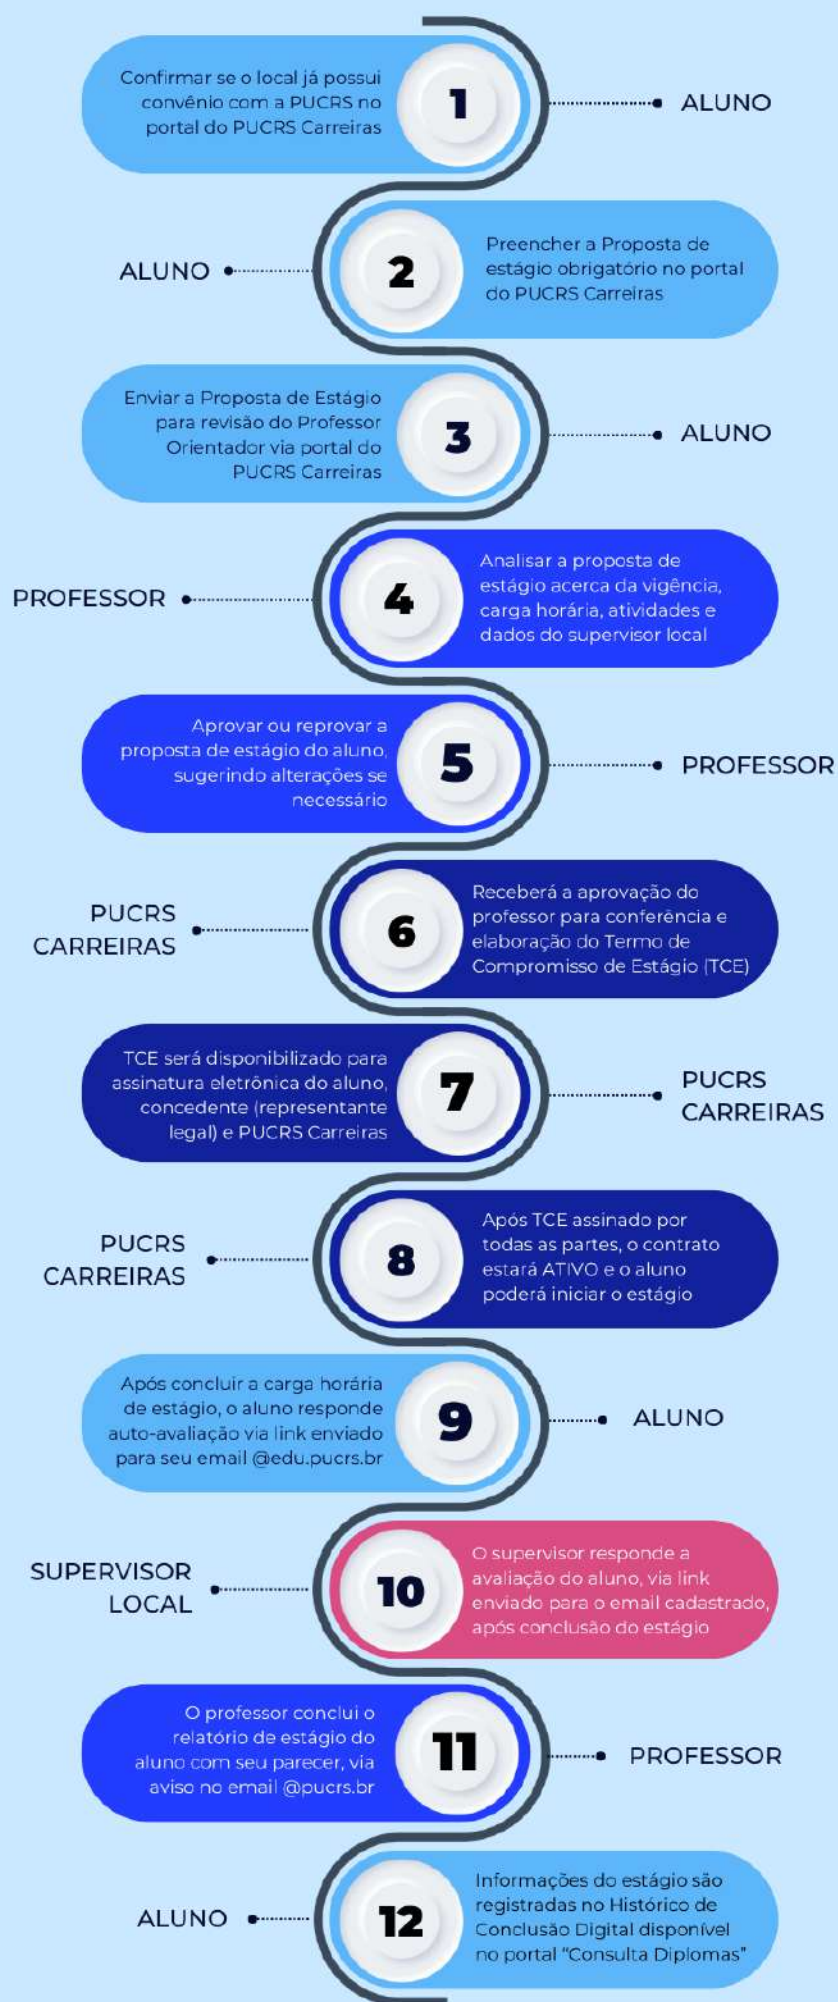 Confirmar se o local já possui
convênio com a PUCRS no
portal do PUCRS Carreiras
1
ALUNO
ALUNO
2
Preencher a Proposta de
estágio obrigatório no portal
do PUCRS Carreiras
Enviar a Proposta de Estágio
para revisão do Professor
Orientador via portal do
PUCRS Carreiras
3
ALUNO
PROFESSOR
4
Analisar a proposta de
estágio acerca da vigência,
carga horária, atividades e
dados do supervisor local
Aprovar ou reprovar a
proposta de estágio do aluno,
sugerindo alterações se
necessário
5
PROFESSOR
PUCRS
CARREIRAS
6
Receberá a aprovação do
professor para conferência e
elaboração do Termo de
Compromisso de Estágio (TCE)
TCE será disponibilizado para
assinatura eletrônica do aluno,
concedente (representante
legal) e PUCRS Carreiras
7
PUCRS
CARREIRAS
PUCRS
CARREIRAS
8
Após TCE assinado por
todas as partes, o contrato
estará ATIVO e o aluno
poderá iniciar o estágio
Após concluir a carga horária
de estágio, o aluno responde
auto-avaliação via link enviado
para seu email @edu.pucrs.br
9
ALUNO
SUPERVISOR
LOCAL
10
O supervisor responde a
avaliação do aluno, via link
enviado para o email cadastrado,
após conclusão do estágio
O professor conclui o
relatório de estágio do
aluno com seu parecer, via
aviso no email @pucrs.br
11
PROFESSOR
ALUNO
12
Informações do estágio são
registradas no Histórico de
Conclusão Digital disponível
no portal “Consulta Diplomas”